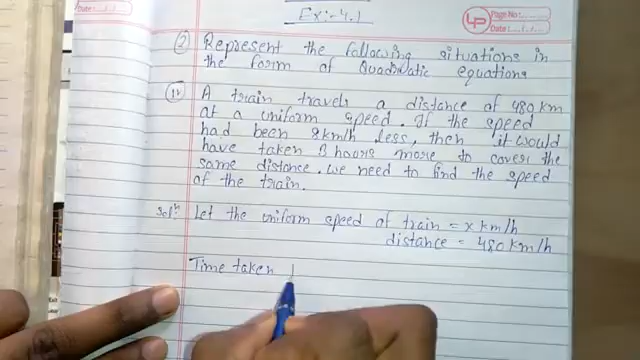 Ex:- 4.1
Page No.:
Date: / /
② Represent the following situations in
the form of Quadratic equations
(iv) A train travels a distance of 480 km
at a uniform speed. If the speed
had been 8km/h less, then it would
have taken 3 hours more to cover the
same distance. we need to find the speed
of the train.
Solⁿ Let the uniform speed of train = x km/h
distance = 480 km/h
Time taken